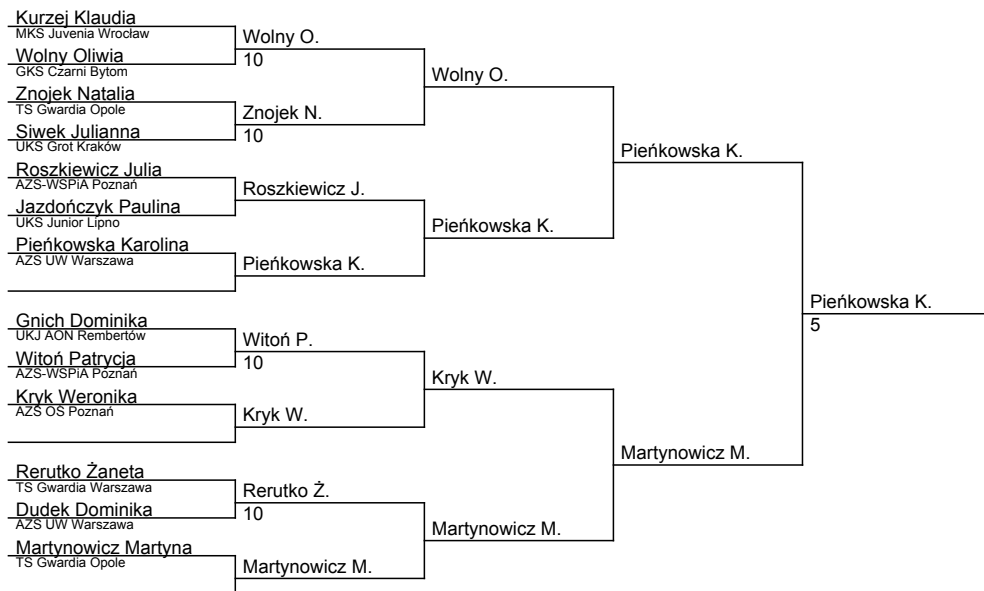 Kurzej Klaudia
MKS Juvenia Wrocław
Wolny O.
10
Wolny Oliwia
GKS Czarni Bytom
Wolny O.
Znojek Natalia
TS Gwardia Opole
Znojek N.
10
Siwek Julianna
UKS Grot Kraków
Pieńkowska K.
Roszkiewicz Julia
AZS-WSPiA Poznań
Roszkiewicz J.
Jazdończyk Paulina
UKS Junior Lipno
Pieńkowska K.
Pieńkowska Karolina
AZS UW Warszawa
Pieńkowska K.
Pieńkowska K.
5
Gnich Dominika
UKJ AON Rembertów
Witoń P.
10
Witoń Patrycja
AZS-WSPiA Poznań
Kryk W.
Kryk Weronika
AZS OŚ Poznań
Kryk W.
Martynowicz M.
Rerutko Żaneta
TS Gwardia Warszawa
Rerutko Ż.
10
Dudek Dominika
AZS UW Warszawa
Martynowicz M.
Martynowicz Martyna
TS Gwardia Opole
Martynowicz M.